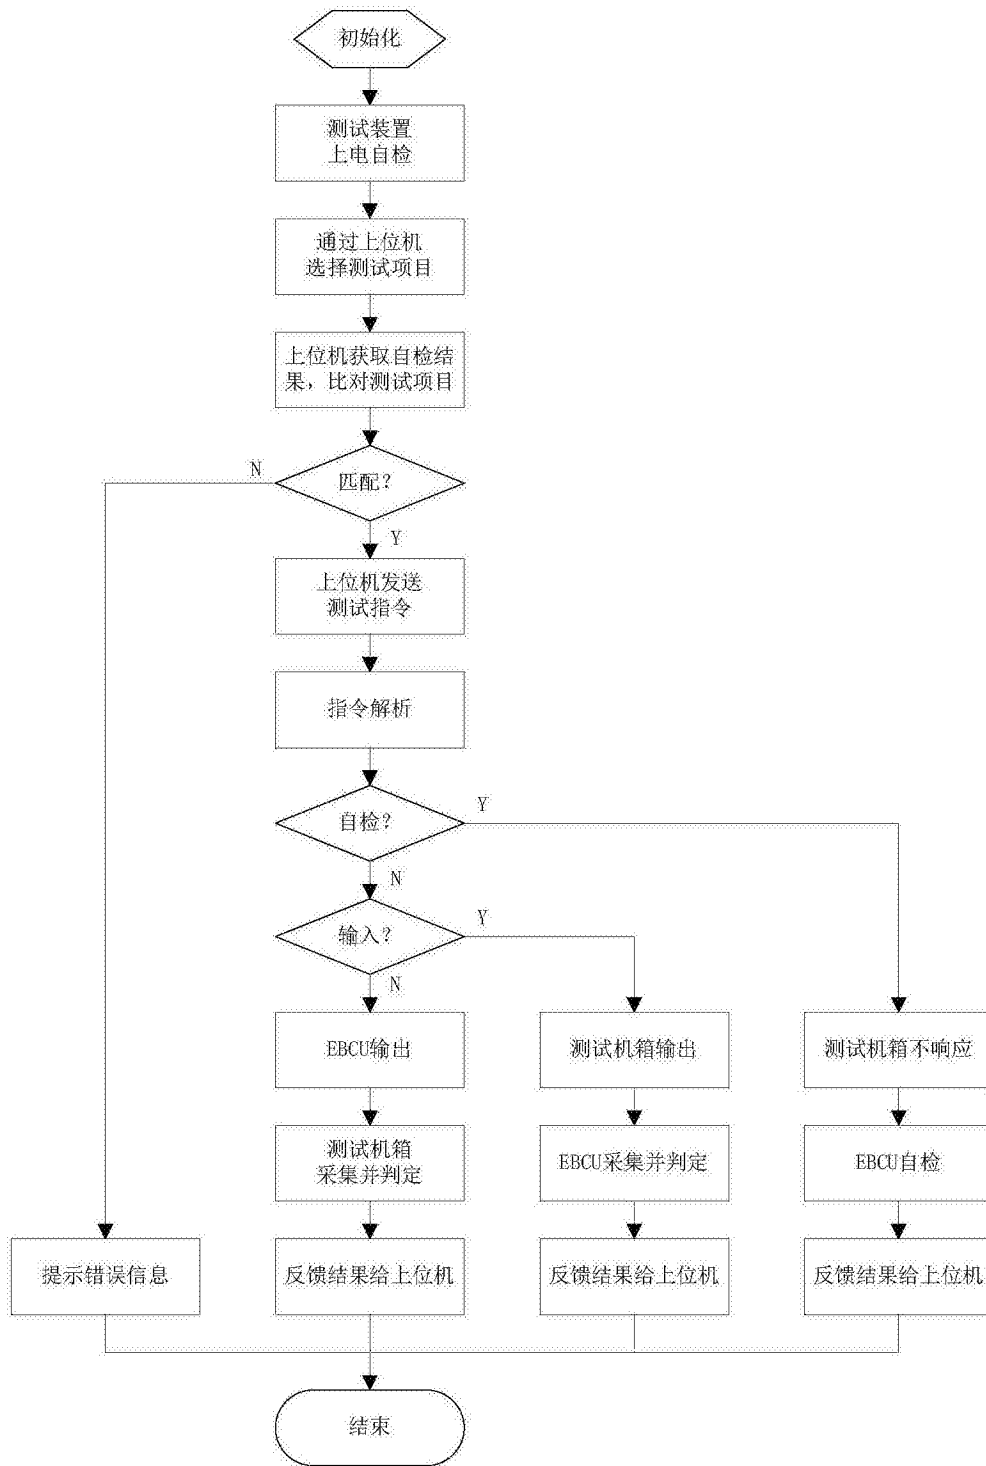 初始化
测试装置
上电自检
通过上位机
选择测试项目
上位机获取自检结
果，比对测试项目
N
匹配？
Y
上位机发送
测试指令
指令解析
自检？
Y
N
输入？
Y
N
EBCU输出
测试机箱输出
测试机箱不响应
测试机箱
采集并判定
EBCU采集并判定
EBCU自检
提示错误信息
反馈结果给上位机
反馈结果给上位机
反馈结果给上位机
结束